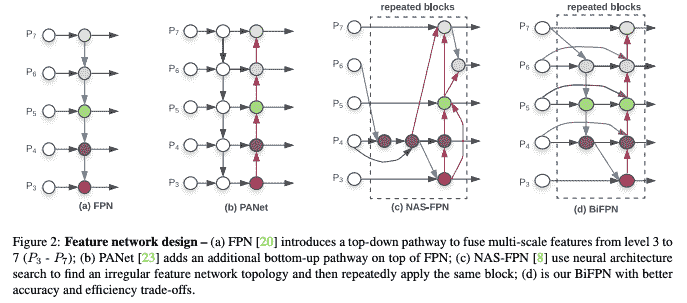 repeated blocks
repeated blocks
P7
P6
P5
P4
P3
(a) FPN
P7
P6
P5
P4
P3
(b) PANet
P7
P6
P5
P4
P3
(c) NAS-FPN
P7
P6
P5
P4
P3
(d) BiFPN
Figure 2: Feature network design – (a) FPN [20] introduces a top-down pathway to fuse multi-scale features from level 3 to
7 (P3 - P7); (b) PANet [23] adds an additional bottom-up pathway on top of FPN; (c) NAS-FPN [8] use neural architecture
search to find an irregular feature network topology and then repeatedly apply the same block; (d) is our BiFPN with better
accuracy and efficiency trade-offs.